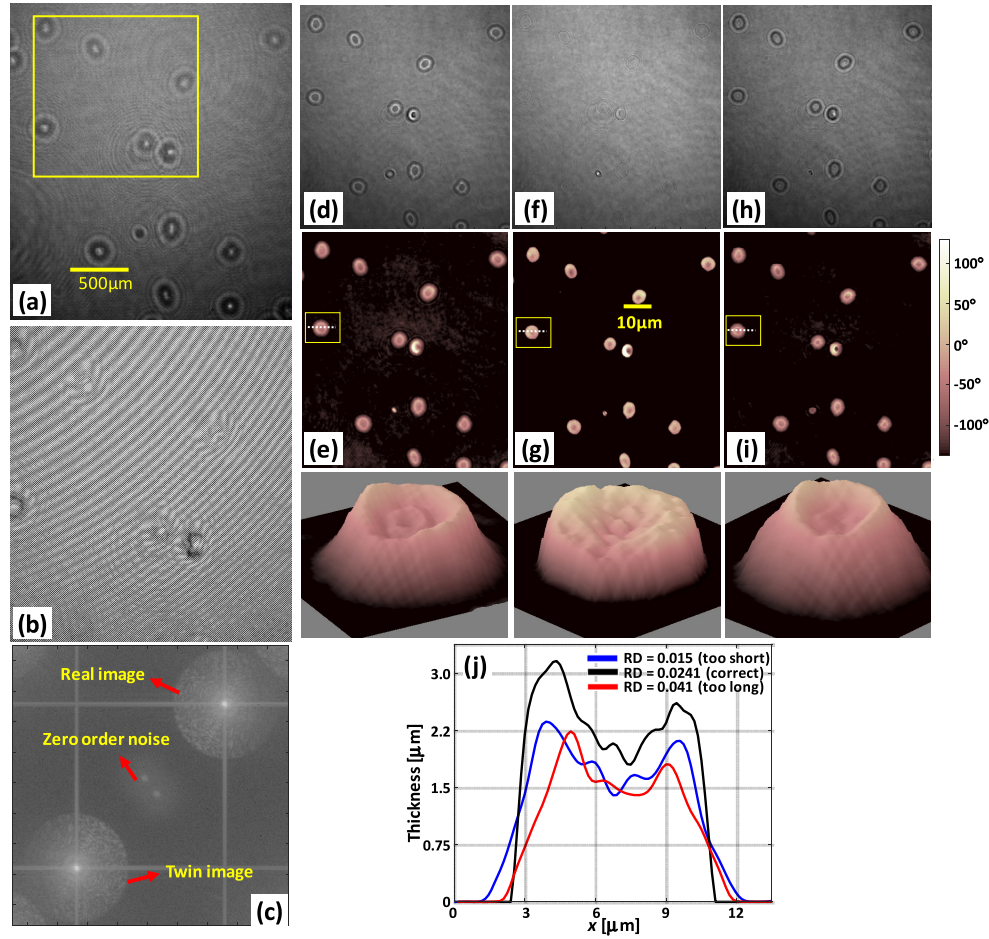 (a)
500µm
(b)
Real image
Zero order noise
Twin image
(c)
(d)
(f)
(h)
(e)
(g)
10µm
(i)
100°
50°
0°
-50°
-100°
(j)
RD = 0.015 (too short)
RD = 0.0241 (correct)
RD = 0.041 (too long)
Thickness [µm]
3.0
2.2
1.5
0.75
0
0 3 6 9 12
x [µm]